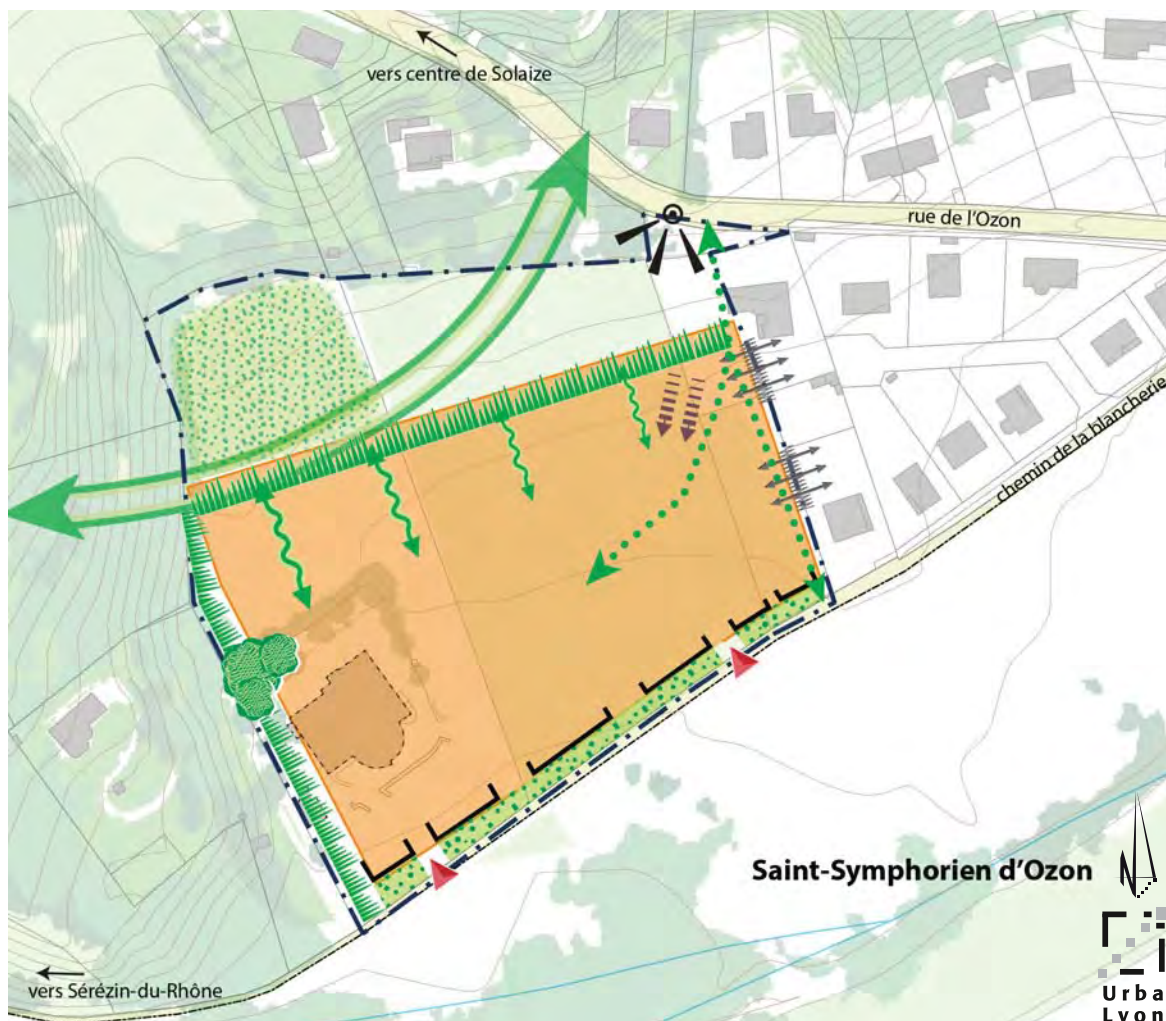 vers centre de Solaize
rue de l'Ozon
chemin de la blancherie
Saint-Symphorien d'Ozon
vers Sérézin-du-Rhône
Urba
Lyon